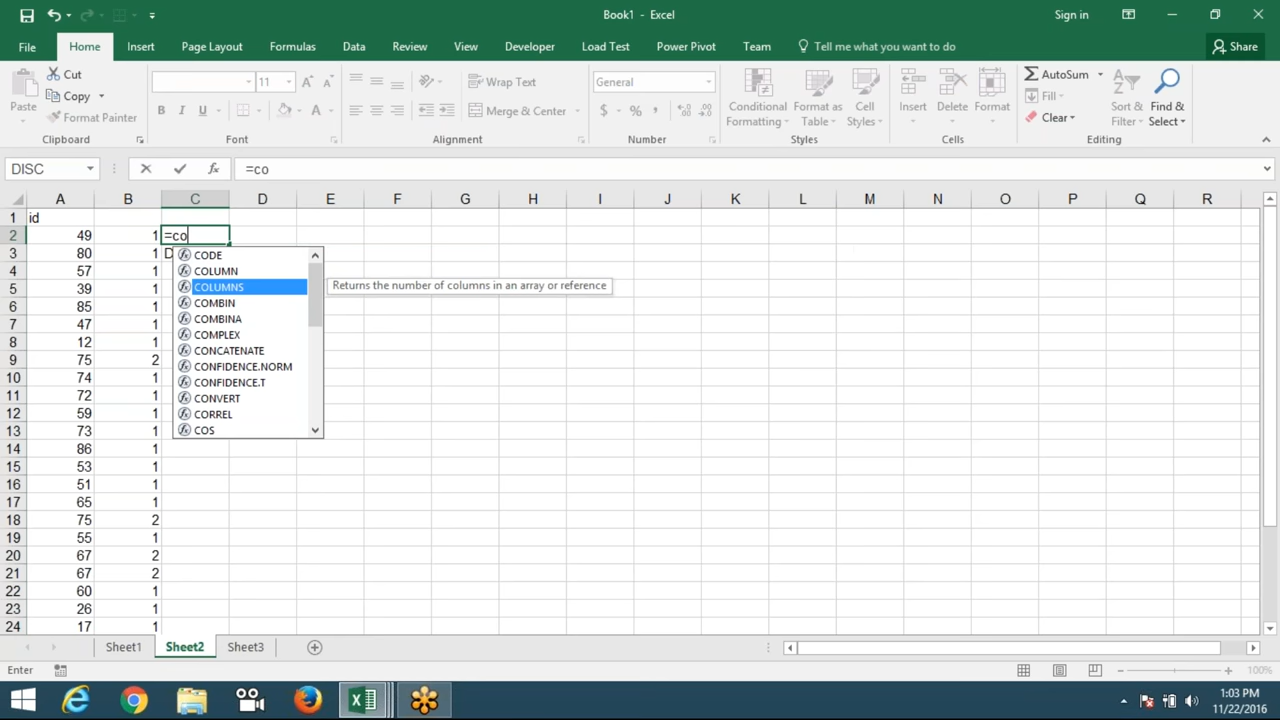 Book1 - Excel
Sign in
File Home Insert Page Layout Formulas Data Review View Developer Load Test Power Pivot Team Tell me what you want to do Share
Paste
Cut
Copy
Format Painter
Clipboard
11
B I U
Font
Wrap Text
Merge & Center
Alignment
General
$ % ,
Number
Conditional Formatting
Format as Table
Cell Styles
Styles
Insert
Delete
Format
Cells
AutoSum
Fill
Clear
Sort & Filter
Find & Select
Editing
DISC
fx
=co
A B C D E F G H I J K L M N O P Q R
1 id
2 49 1 =co
3 80 1 D
4 57 1
5 39 1
6 85 1
7 47 1
8 12 1
9 75 2
10 74 1
11 72 1
12 59 1
13 73 1
14 86 1
15 53 1
16 51 1
17 65 1
18 75 2
19 55 1
20 67 2
21 67 2
22 60 1
23 26 1
24 17 1
CODE
COLUMN
COLUMNS
Returns the number of columns in an array or reference
COMBIN
COMBINA
COMPLEX
CONCATENATE
CONFIDENCE.NORM
CONFIDENCE.T
CONVERT
CORREL
COS
Sheet1 Sheet2 Sheet3
Enter
100%
1:03 PM
11/22/2016